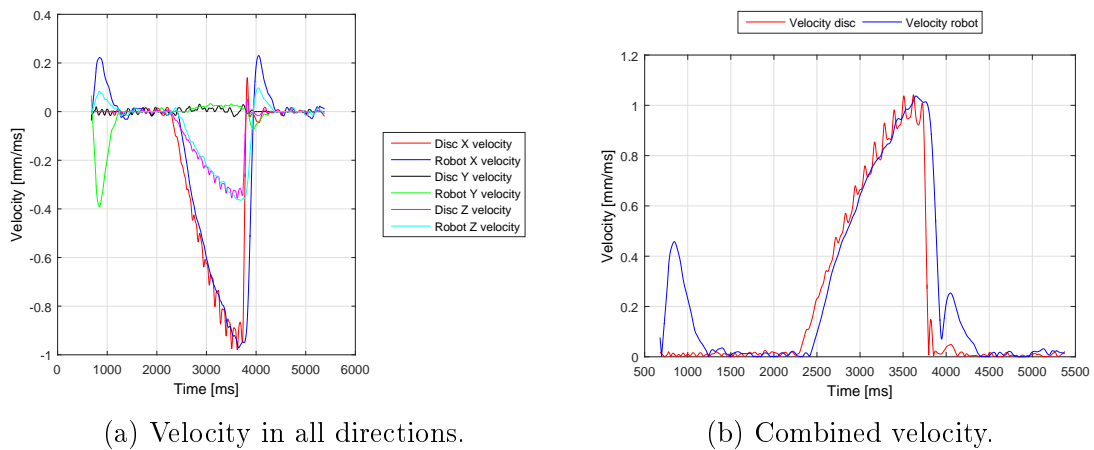 0.4
0.2
0
-0.2
-0.4
-0.6
-0.8
-1
0
1000
2000
3000
4000
5000
6000
Time [ms]
Velocity [mm/ms]
Disc X velocity
Robot X velocity
Disc Y velocity
Robot Y velocity
Disc Z velocity
Robot Z velocity
(a) Velocity in all directions.
Velocity disc
Velocity robot
1.2
1
0.8
0.6
0.4
0.2
0
500
1000
1500
2000
2500
3000
3500
4000
4500
5000
5500
Time [ms]
Velocity [mm/ms]
(b) Combined velocity.